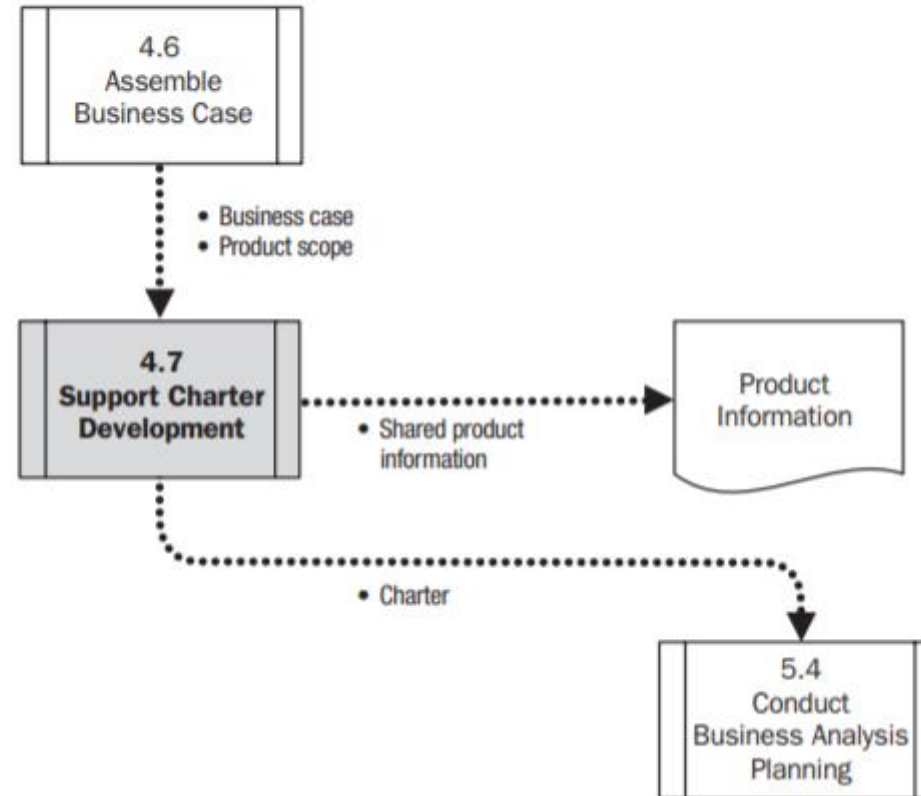 4.6
Assemble
Business Case
• Business case
• Product scope
4.7
Support Charter
Development
• Shared product
information
Product
Information
• Charter
5.4
Conduct
Business Analysis
Planning